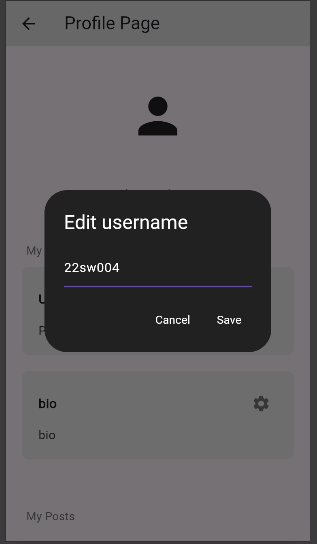 Profile Page
Edit username
My
22sw004
Cancel Save
bio
bio
My Posts